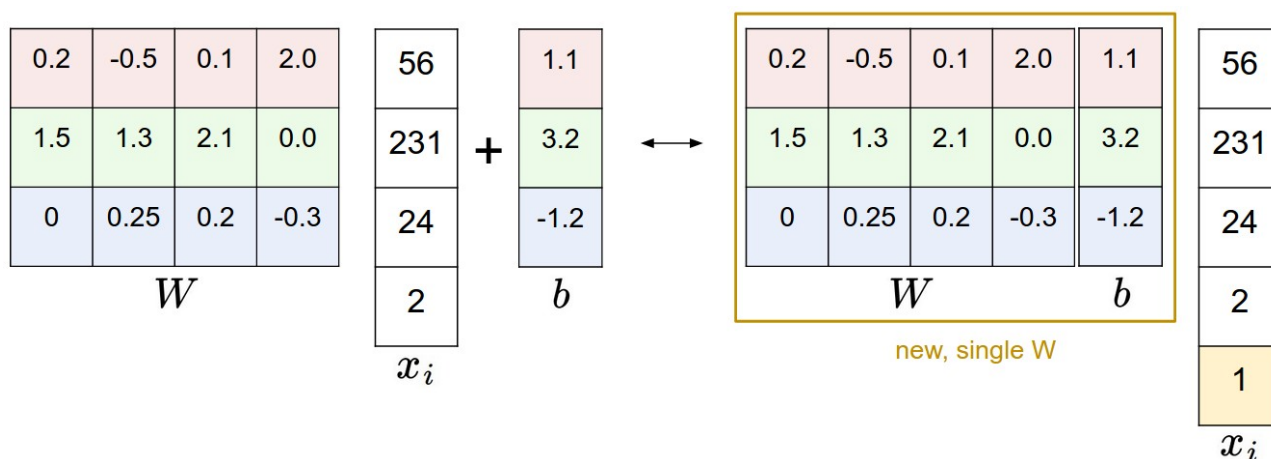 0.2 -0.5 0.1 2.0 56 1.1 0.2 -0.5 0.1 2.0 1.1 56
1.5 1.3 2.1 0.0 231 + 3.2 ↔ 1.5 1.3 2.1 0.0 3.2 231
0 0.25 0.2 -0.3 24 -1.2 0 0.25 0.2 -0.3 -1.2 24
W 2 b W b 2
new, single W
x_i 1
x_i